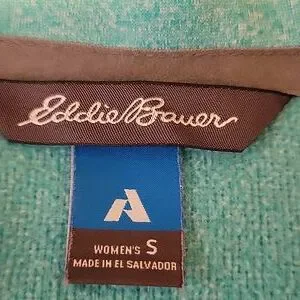 Eddie Bauer
WOMEN'S S
MADE IN EL SALVADOR